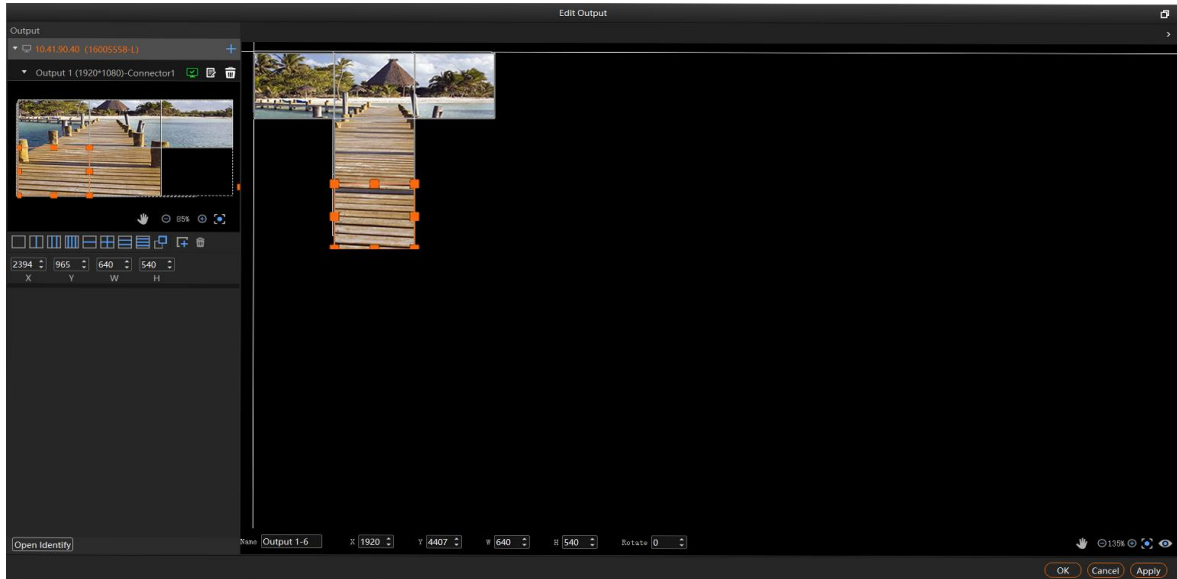 Edit Output
Output
10.41.90.40 (16005558-L)
Output 1 (1920*1080)-Connector1
85%
2394 965 640 540
X Y W H
Open Identify
Name Output 1-6 X 1920 Y 4407 W 640 H 540 Rotate 0
135%
OK Cancel Apply